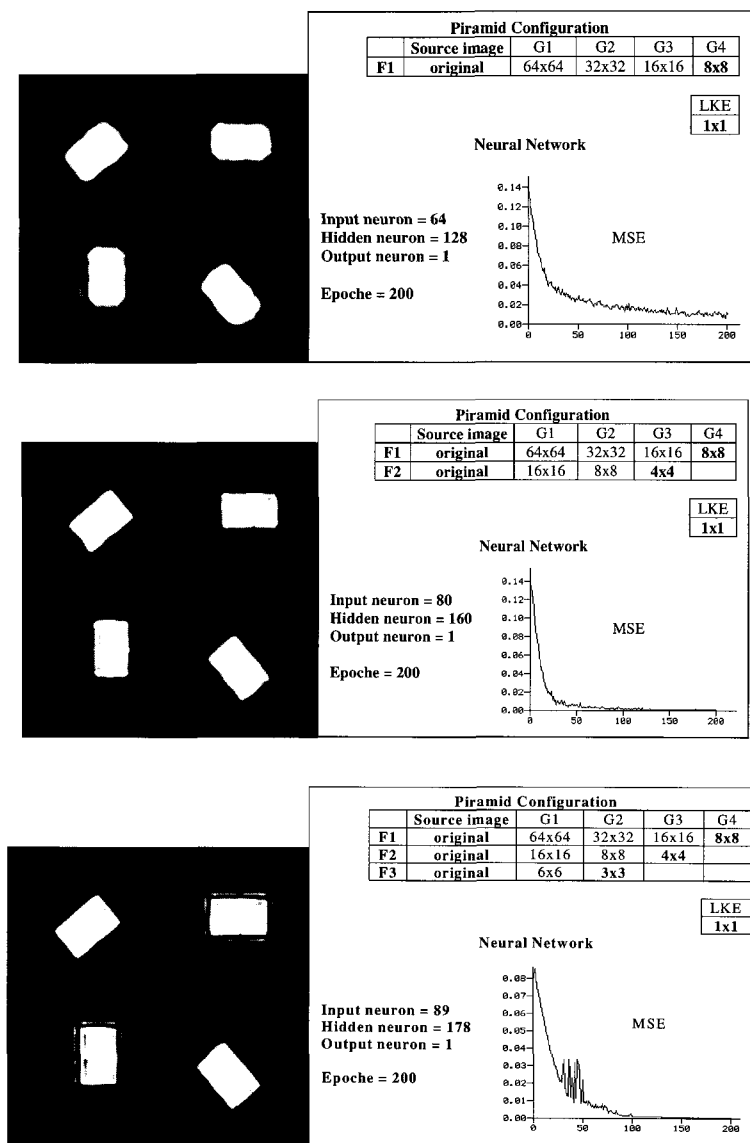 Piramid Configuration
Source image G1 G2 G3 G4
F1 original 64x64 32x32 16x16 8x8
LKE
1x1
Neural Network
Input neuron = 64
Hidden neuron = 128
Output neuron = 1
Epoche = 200
MSE
0.14
0.12
0.10
0.08
0.06
0.04
0.02
0.00
0 50 100 150 200
Piramid Configuration
Source image G1 G2 G3 G4
F1 original 64x64 32x32 16x16 8x8
F2 original 16x16 8x8 4x4
LKE
1x1
Neural Network
Input neuron = 80
Hidden neuron = 160
Output neuron = 1
Epoche = 200
MSE
0.14
0.12
0.10
0.08
0.06
0.04
0.02
0.00
0 50 100 150 200
Piramid Configuration
Source image G1 G2 G3 G4
F1 original 64x64 32x32 16x16 8x8
F2 original 16x16 8x8 4x4
F3 original 6x6 3x3
LKE
1x1
Neural Network
Input neuron = 89
Hidden neuron = 178
Output neuron = 1
Epoche = 200
MSE
0.08
0.07
0.06
0.05
0.04
0.03
0.02
0.01
0.00
0 50 100 150 200